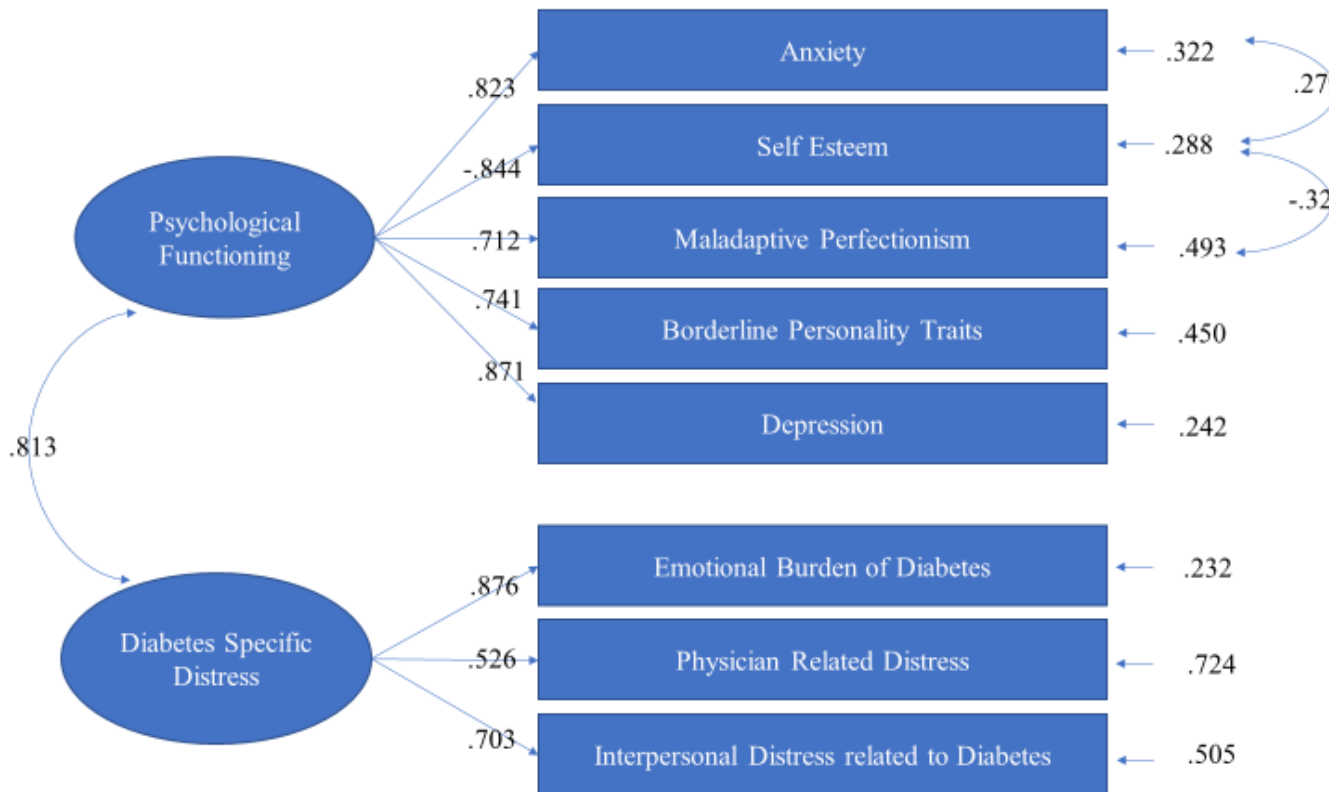 Anxiety
.322
.823
.27
Self Esteem
.288
-.844
-.32
Psychological
Functioning
Maladaptive Perfectionism
.712
.493
.741
Borderline Personality Traits
.450
.871
Depression
.242
.813
Emotional Burden of Diabetes
.876
.232
Diabetes Specific
Distress
.526
Physician Related Distress
.724
.703
Interpersonal Distress related to Diabetes
.505